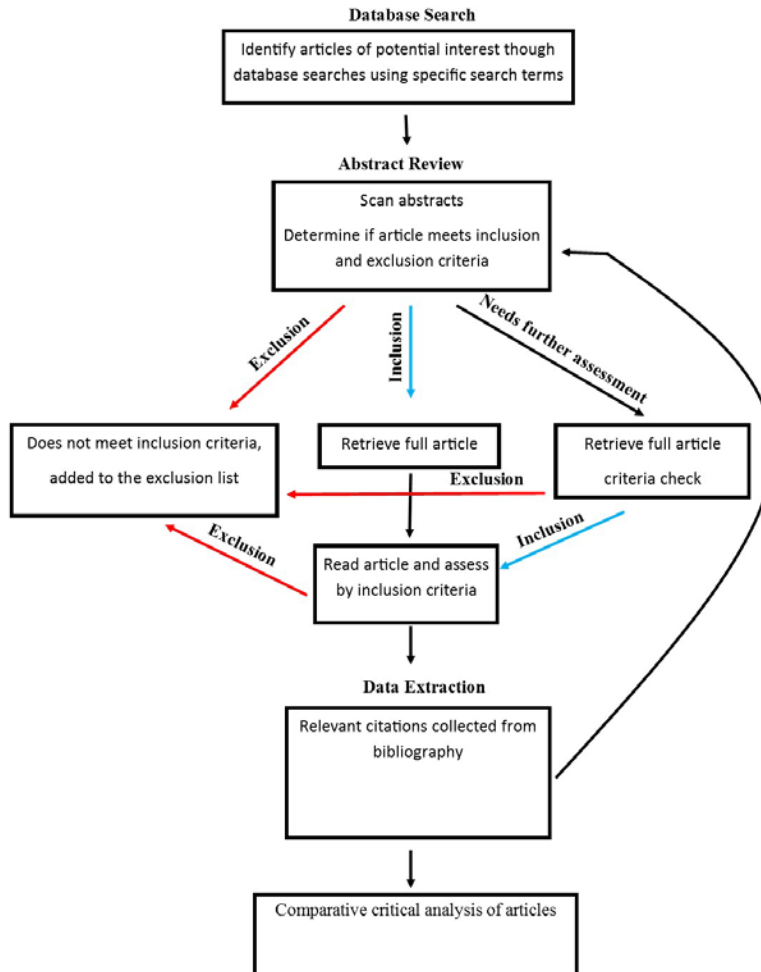 Database Search
Identify articles of potential interest though
database searches using specific search terms
Abstract Review
Scan abstracts
Determine if article meets inclusion
and exclusion criteria
Exclusion
Inclusion
Needs further assessment
Does not meet inclusion criteria,
added to the exclusion list
Retrieve full article
Retrieve full article
criteria check
Exclusion
Exclusion
Inclusion
Read article and assess
by inclusion criteria
Data Extraction
Relevant citations collected from
bibliography
Comparative critical analysis of articles